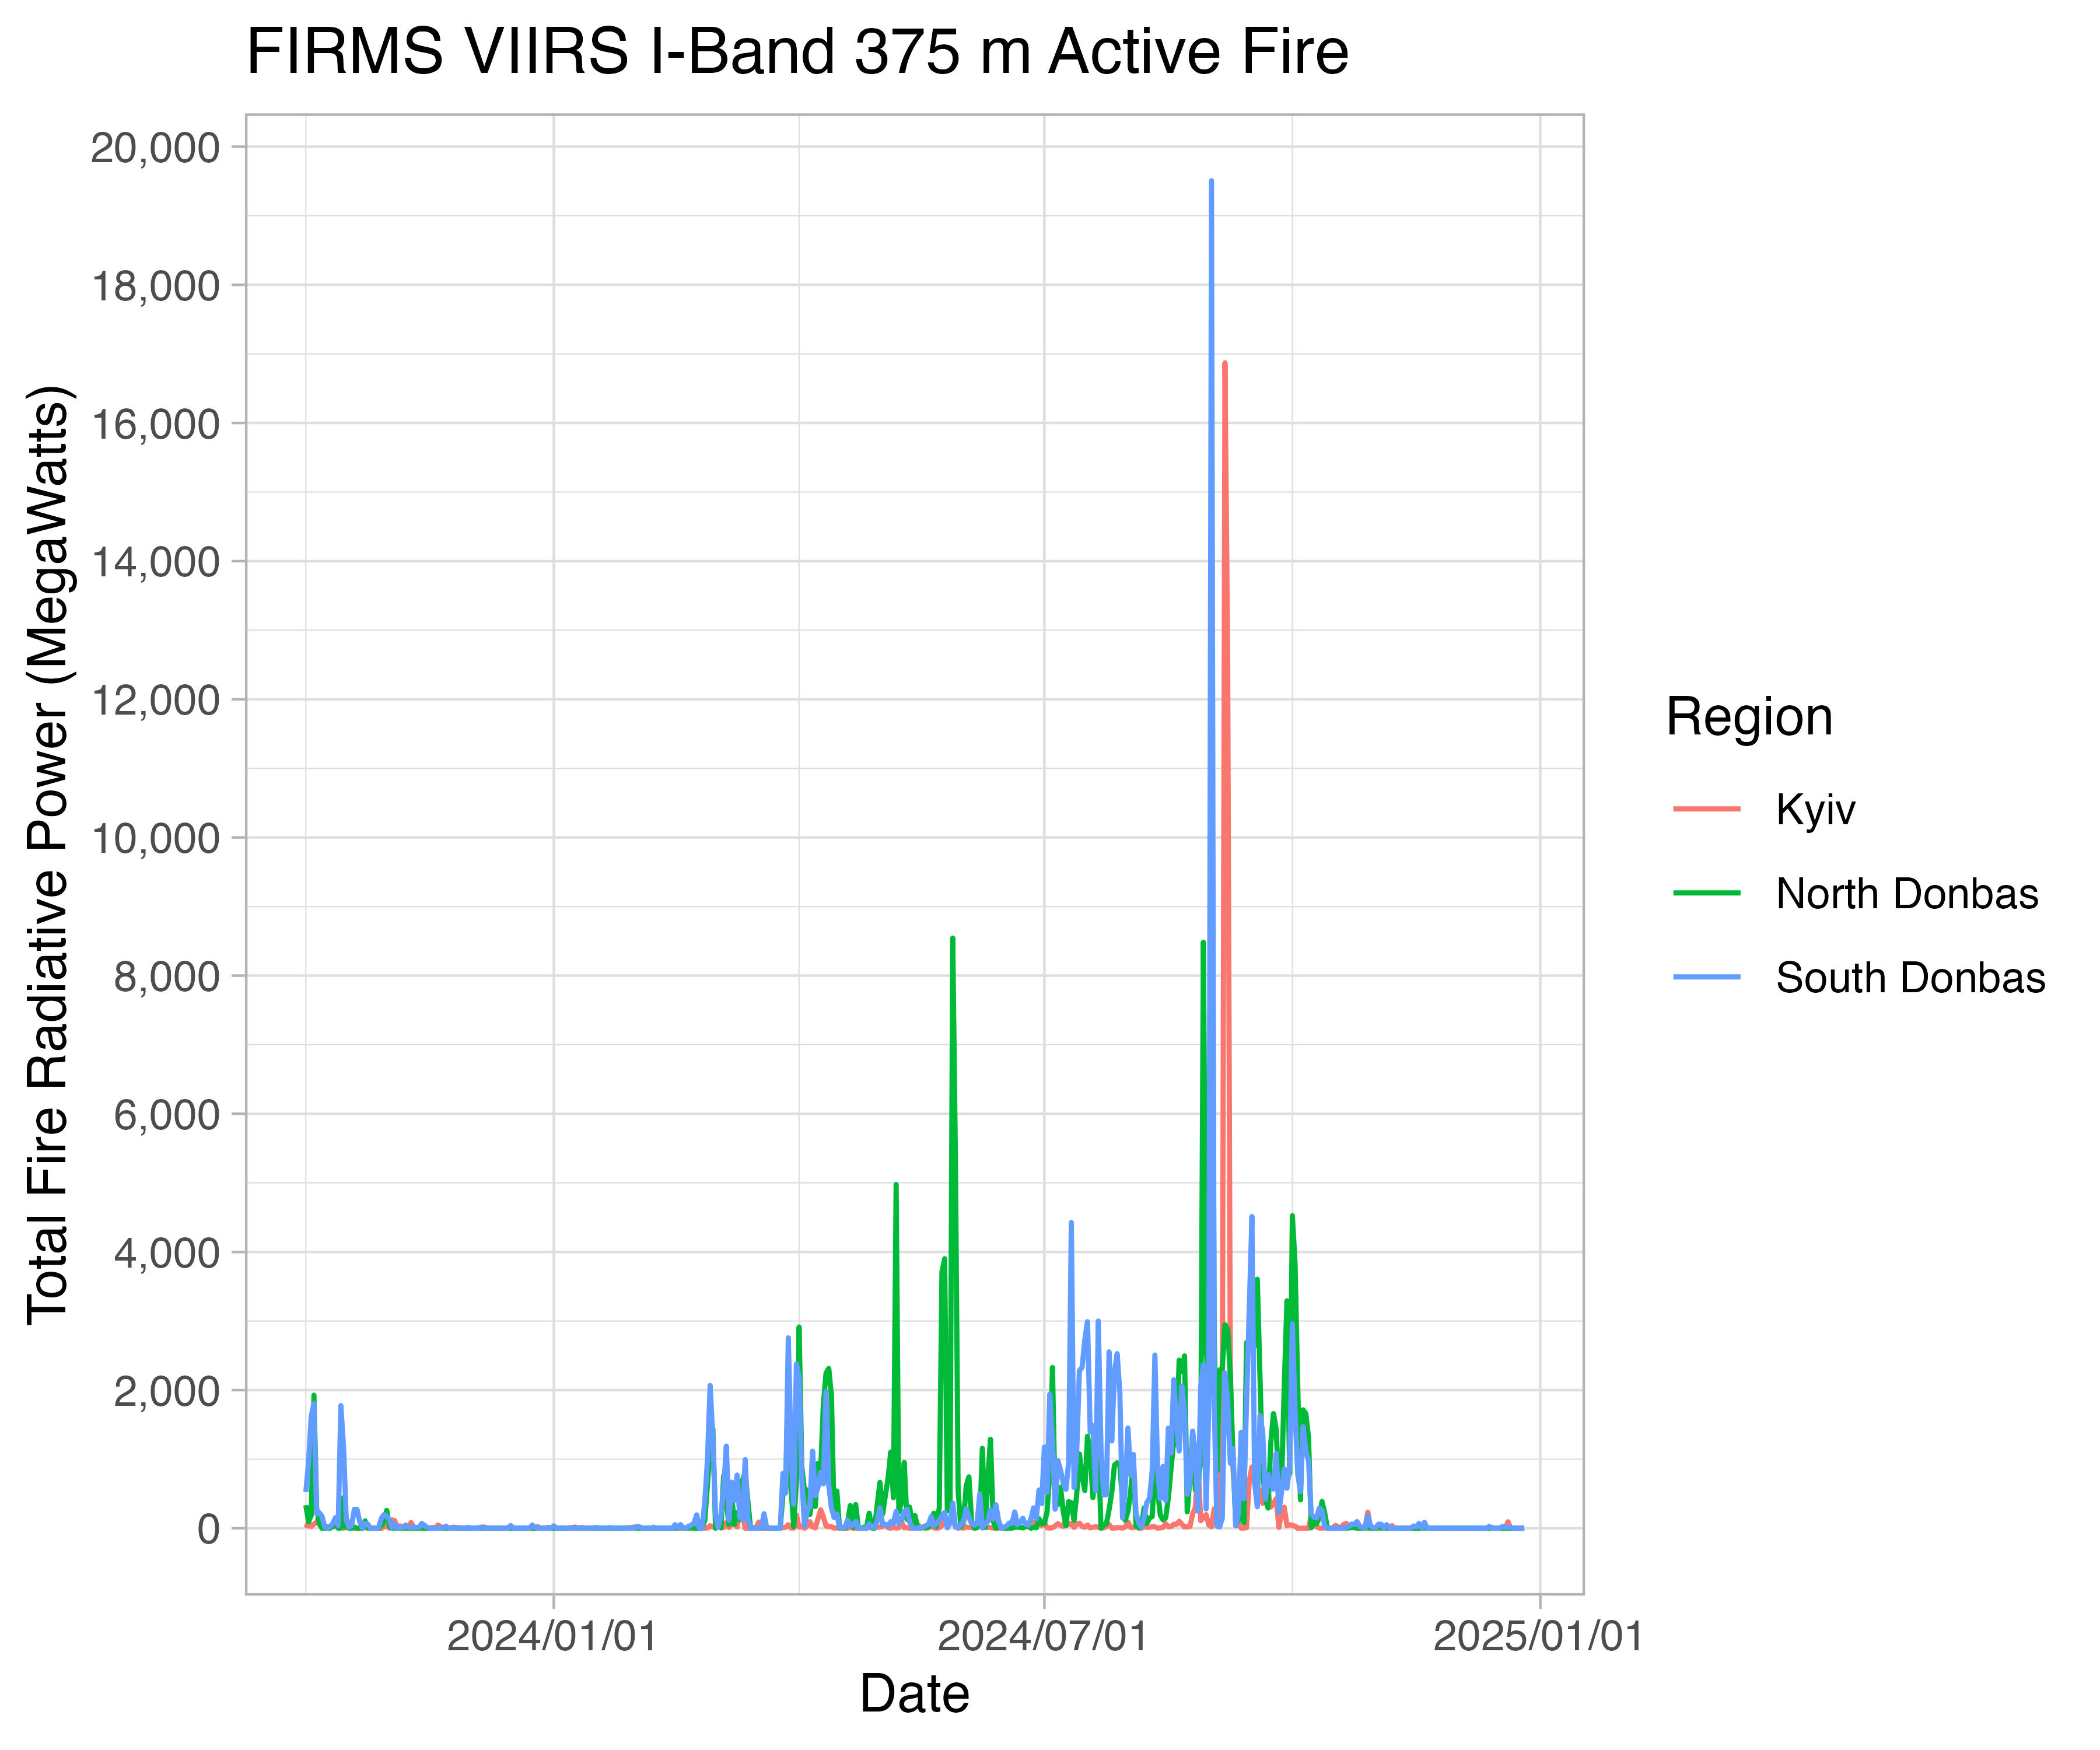 FIRMS VIIRS I-Band 375 m Active Fire
Total Fire Radiative Power (MegaWatts)
20,000
18,000
16,000
14,000
12,000
10,000
8,000
6,000
4,000
2,000
0
2024/01/01
2024/07/01
2025/01/01
Date
Region
Kyiv
North Donbas
South Donbas